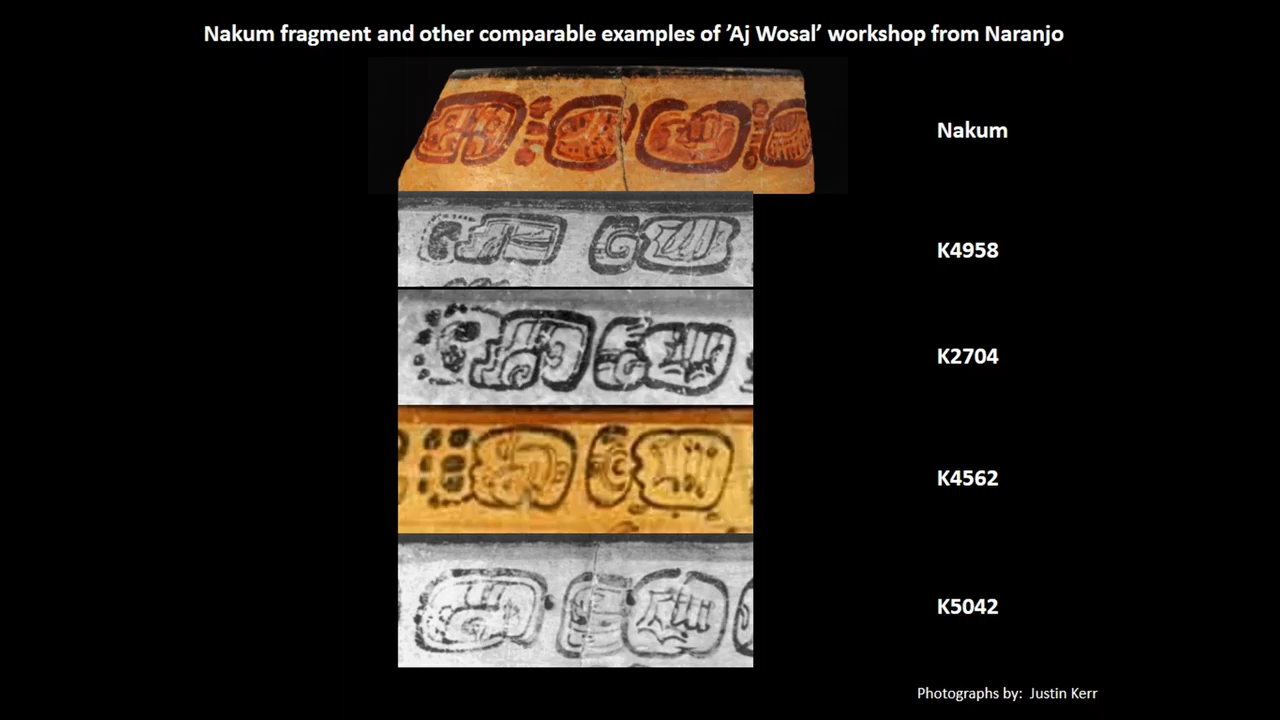 Nakum fragment and other comparable examples of ’Aj Wosal’ workshop from Naranjo
Nakum
K4958
K2704
K4562
K5042
Photographs by: Justin Kerr